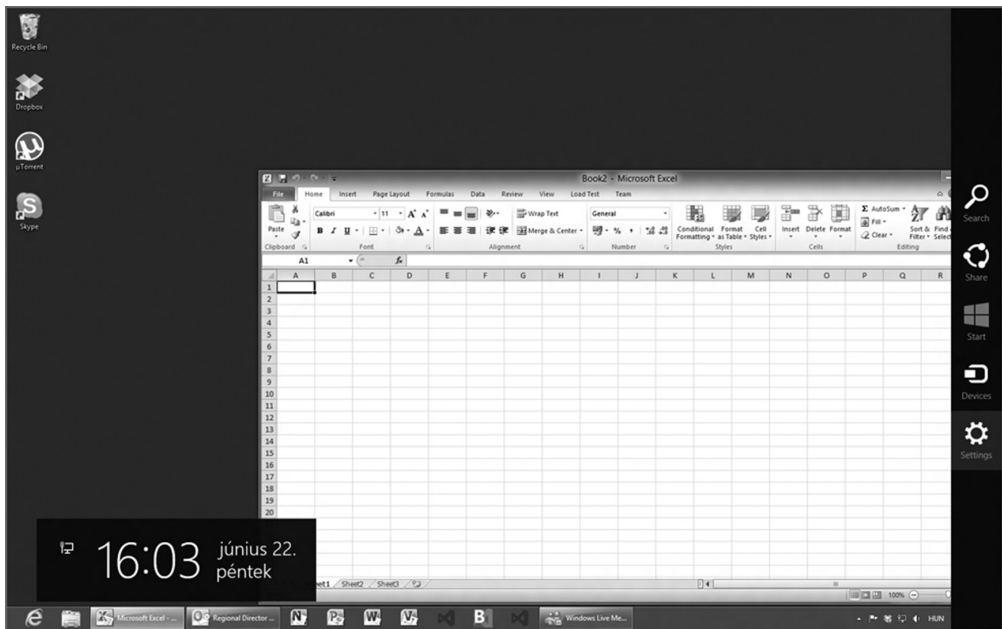 Recycle Bin
Dropbox
µTorrent
Skype
Book2 - Microsoft Excel
File Home Insert Page Layout Formulas Data Review View Load Test Team
Paste
Calibri 11 A A
B I U A
Wrap Text
Merge & Center
General
$ % ,
Conditional Formatting Format as Table Cell Styles
Insert Delete Format
Σ AutoSum
Fill
Clear
Sort & Filter Find & Select
Clipboard Font Alignment Number Styles Cells Editing
A1 fx
A B C D E F G H I J K L M N O P Q R
1
2
3
4
5
6
7
8
9
10
11
12
13
14
15
16
17
18
19
20
Sheet2 Sheet3
100%
Search
Share
Start
Devices
Settings
16:03
június 22.
péntek
Microsoft Excel - ... Regional Director ... Windows Live Me... HUN